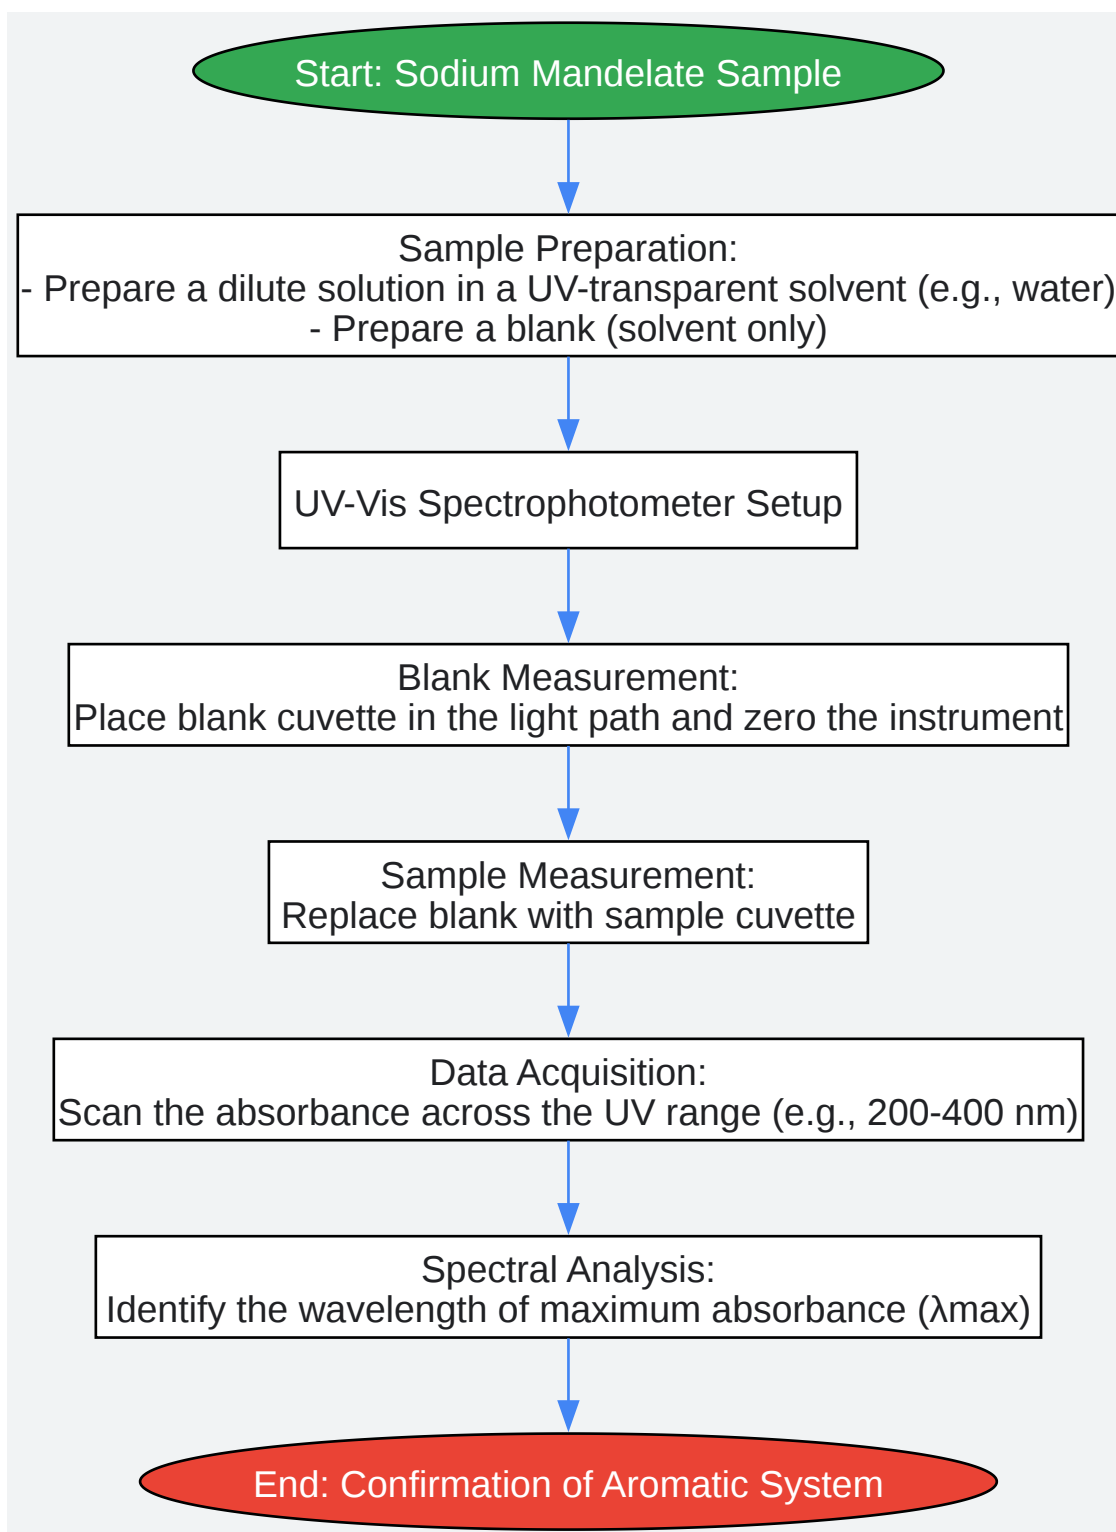 Start: Sodium Mandelate Sample
Sample Preparation:
- Prepare a dilute solution in a UV-transparent solvent (e.g., water)
- Prepare a blank (solvent only)
UV-Vis Spectrophotometer Setup
Blank Measurement:
Place blank cuvette in the light path and zero the instrument
Sample Measurement:
Replace blank with sample cuvette
Data Acquisition:
Scan the absorbance across the UV range (e.g., 200-400 nm)
Spectral Analysis:
Identify the wavelength of maximum absorbance (λmax)
End: Confirmation of Aromatic System